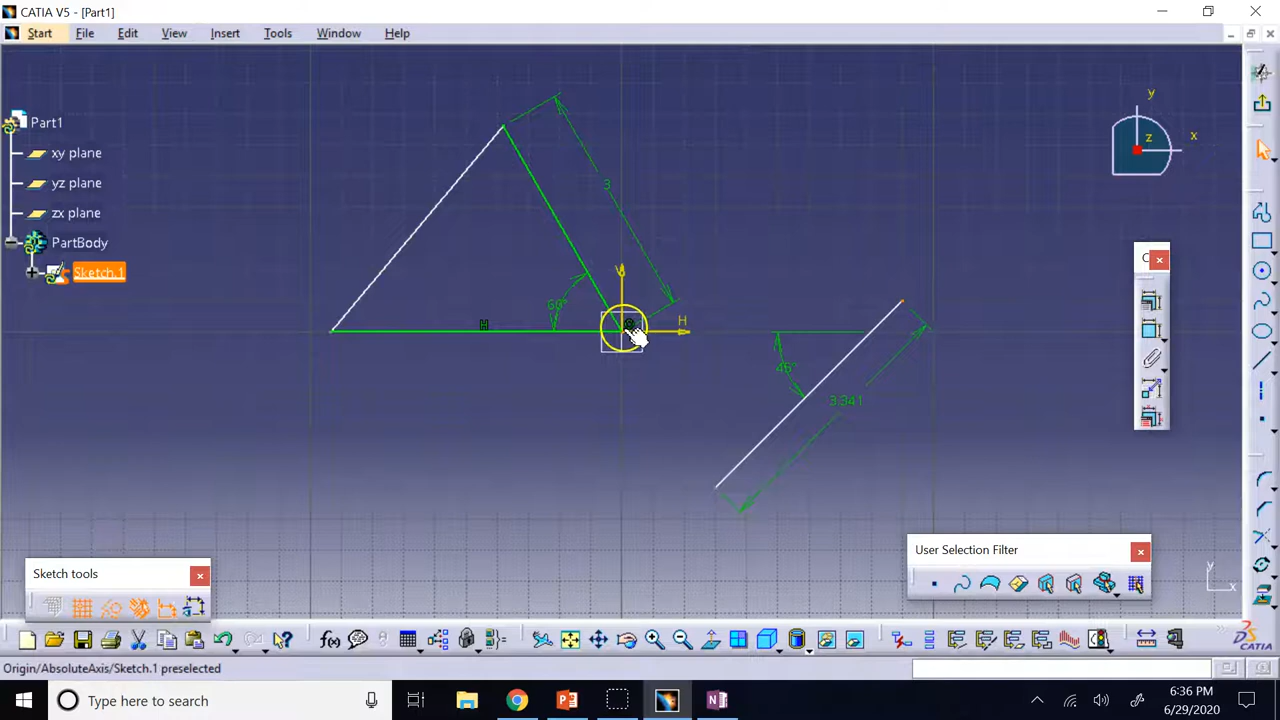 CATIA V5 - [Part1]
Start File Edit View Insert Tools Window Help
Part1
xy plane
yz plane
zx plane
PartBody
Sketch.1
3
60°
H
V
H
45°
3.341
y
x
z
C
User Selection Filter
Sketch tools
y
x
f(x)
CATIA
Origin/AbsoluteAxis/Sketch.1 preselected
Type here to search
6:36 PM
6/29/2020